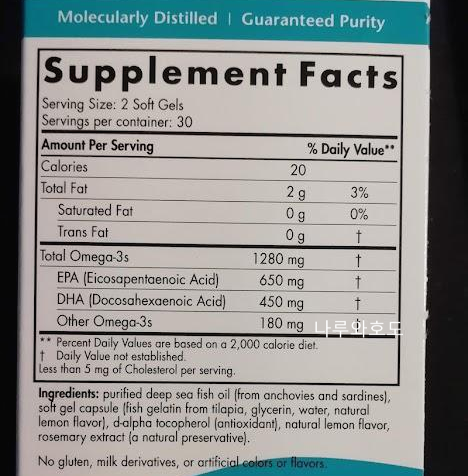 Molecularly Distilled | Guaranteed Purity
Supplement Facts
Serving Size: 2 Soft Gels
Servings per container: 30
Amount Per Serving % Daily Value**
Calories 20
Total Fat 2 g 3%
Saturated Fat 0 g 0%
Trans Fat 0 g †
Total Omega-3s 1280 mg †
EPA (Eicosapentaenoic Acid) 650 mg †
DHA (Docosahexaenoic Acid) 450 mg †
Other Omega-3s 180 mg †
나루와호두
** Percent Daily Values are based on a 2,000 calorie diet.
† Daily Value not established.
Less than 5 mg of Cholesterol per serving.
Ingredients: purified deep sea fish oil (from anchovies and sardines),
soft gel capsule (fish gelatin from tilapia, glycerin, water, natural
lemon flavor), d-alpha tocopherol (antioxidant), natural lemon flavor,
rosemary extract (a natural preservative).
No gluten, milk derivatives, or artificial colors or flavors.